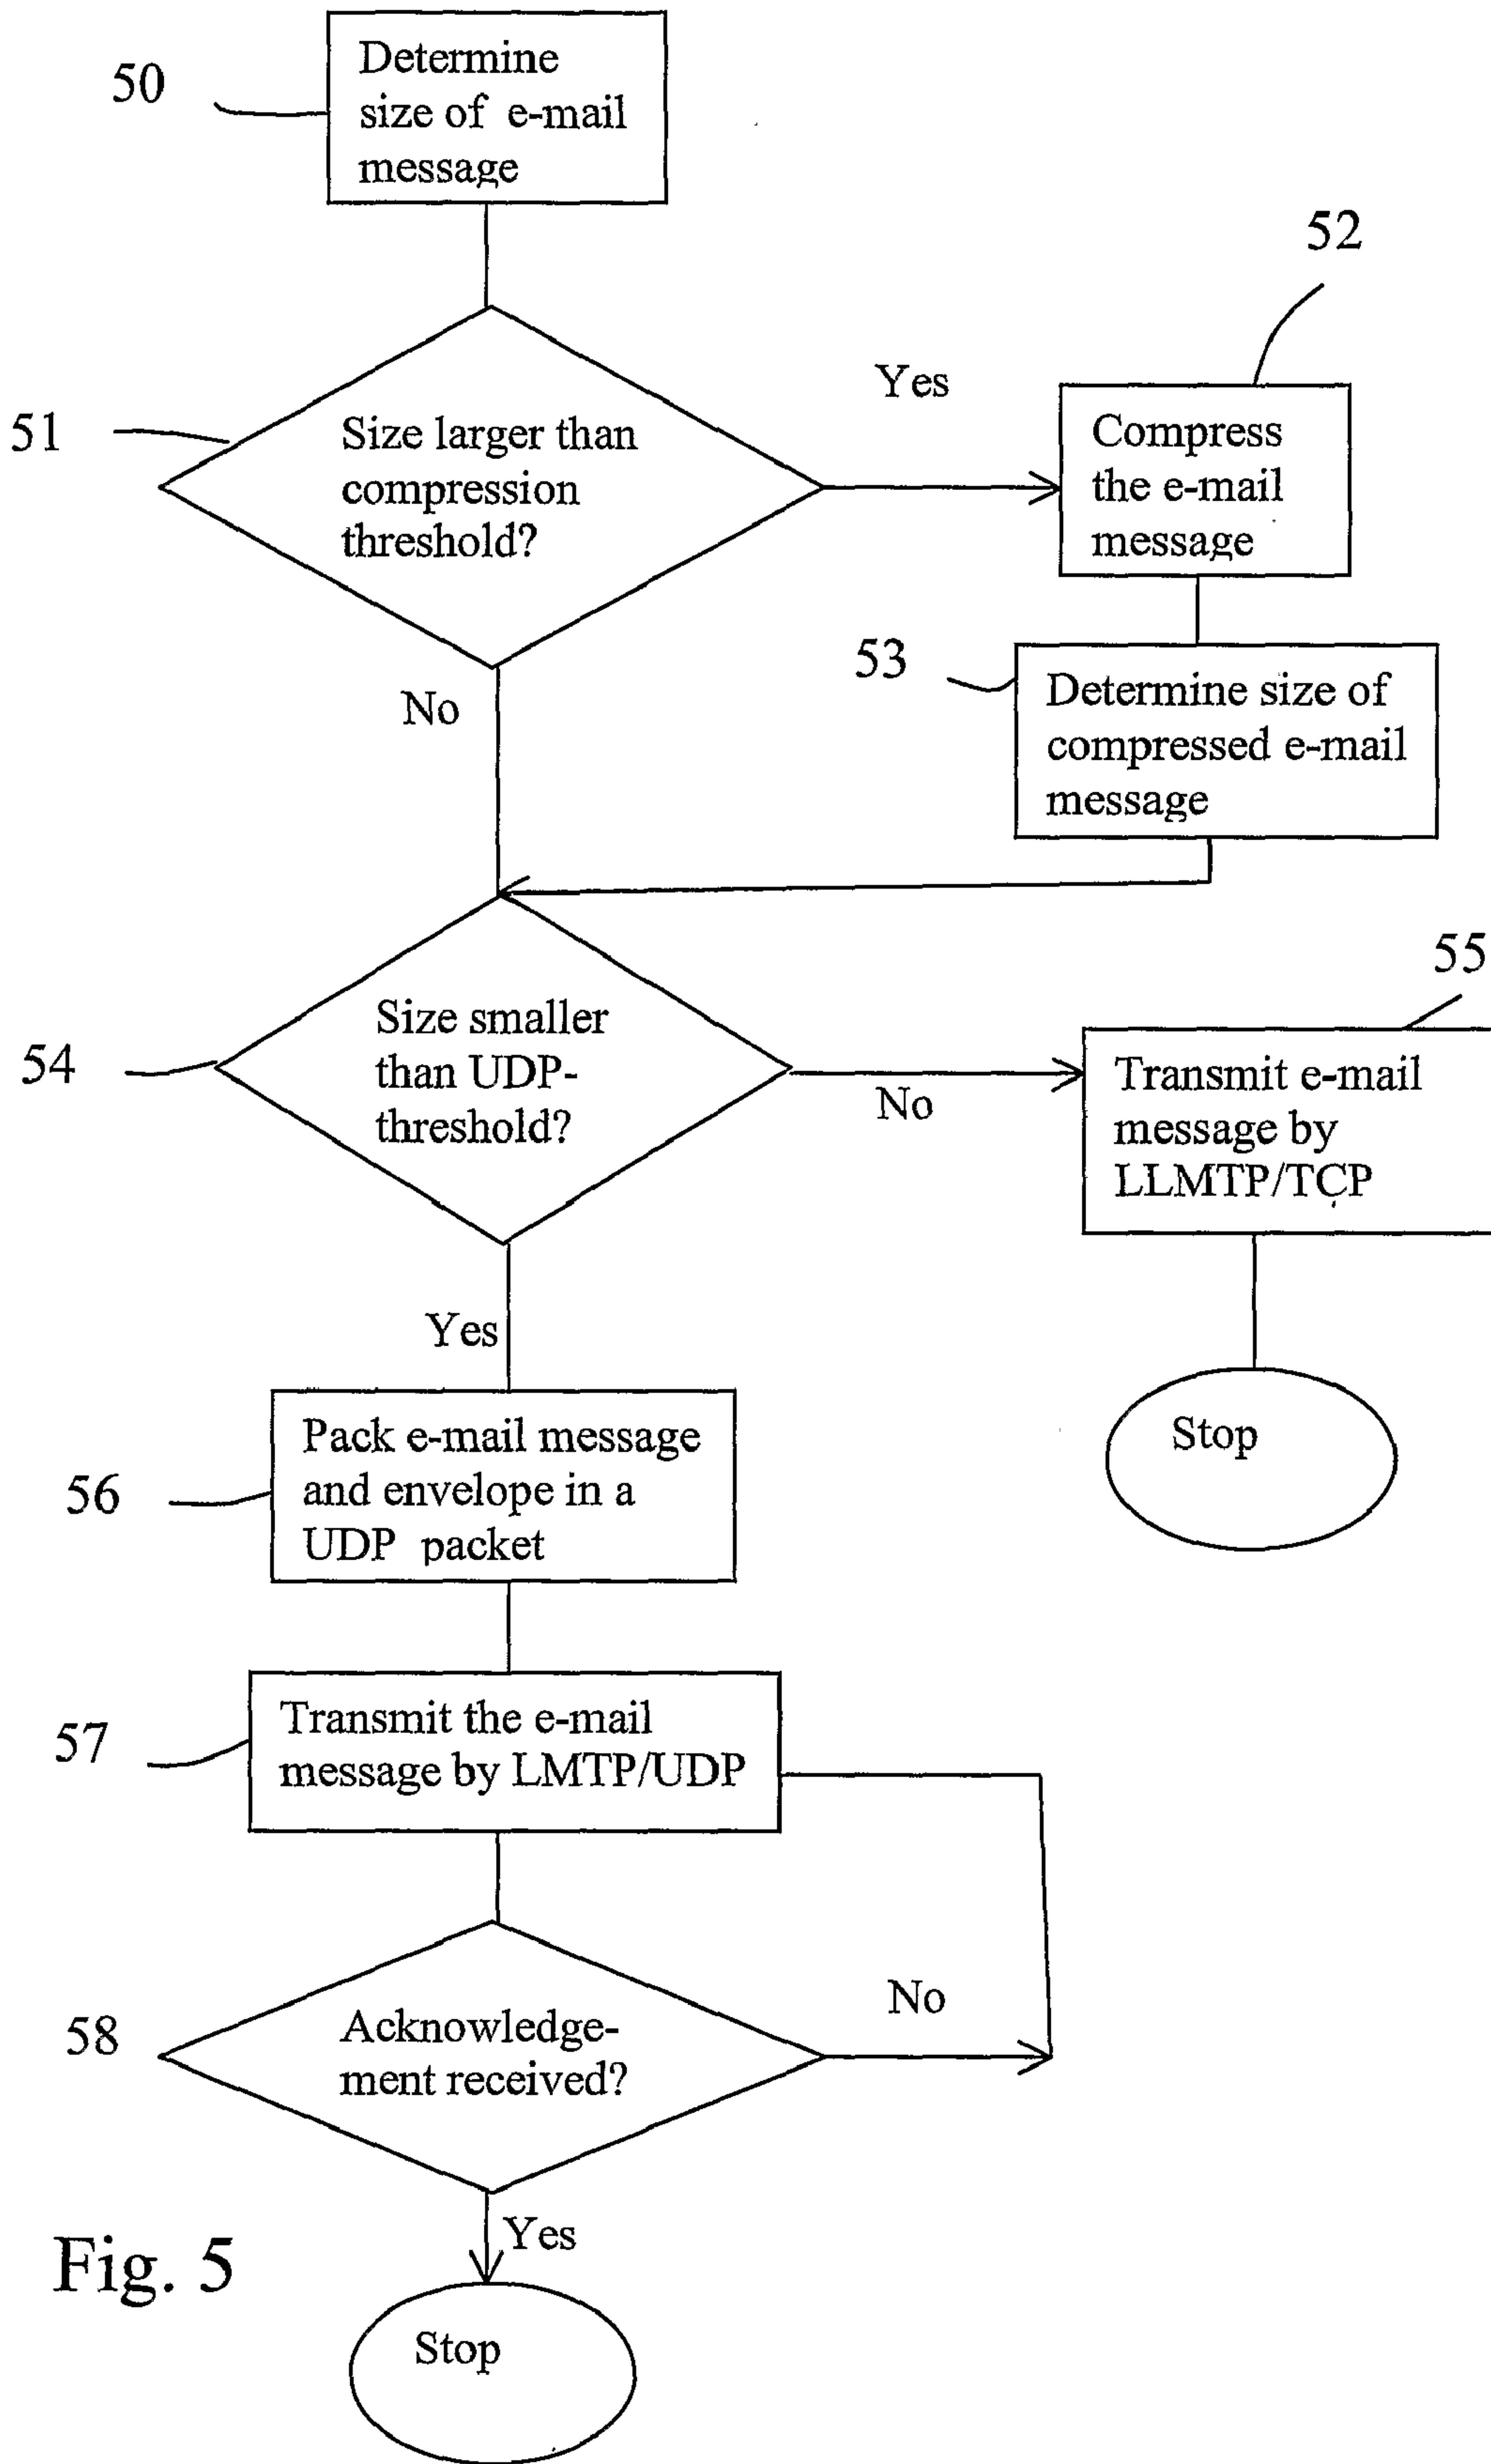 50
Determine
size of e-mail
message
52
51
Size larger than
compression
threshold?
Yes
Compress
the e-mail
message
No
53
Determine size of
compressed e-mail
message
54
Size smaller
than UDP-
threshold?
No
55
Transmit e-mail
message by
LLMTP/TCP
Stop
Yes
56
Pack e-mail message
and envelope in a
UDP packet
57
Transmit the e-mail
message by LMTP/UDP
58
Acknowledge-
ment received?
No
Yes
Fig. 5
Stop